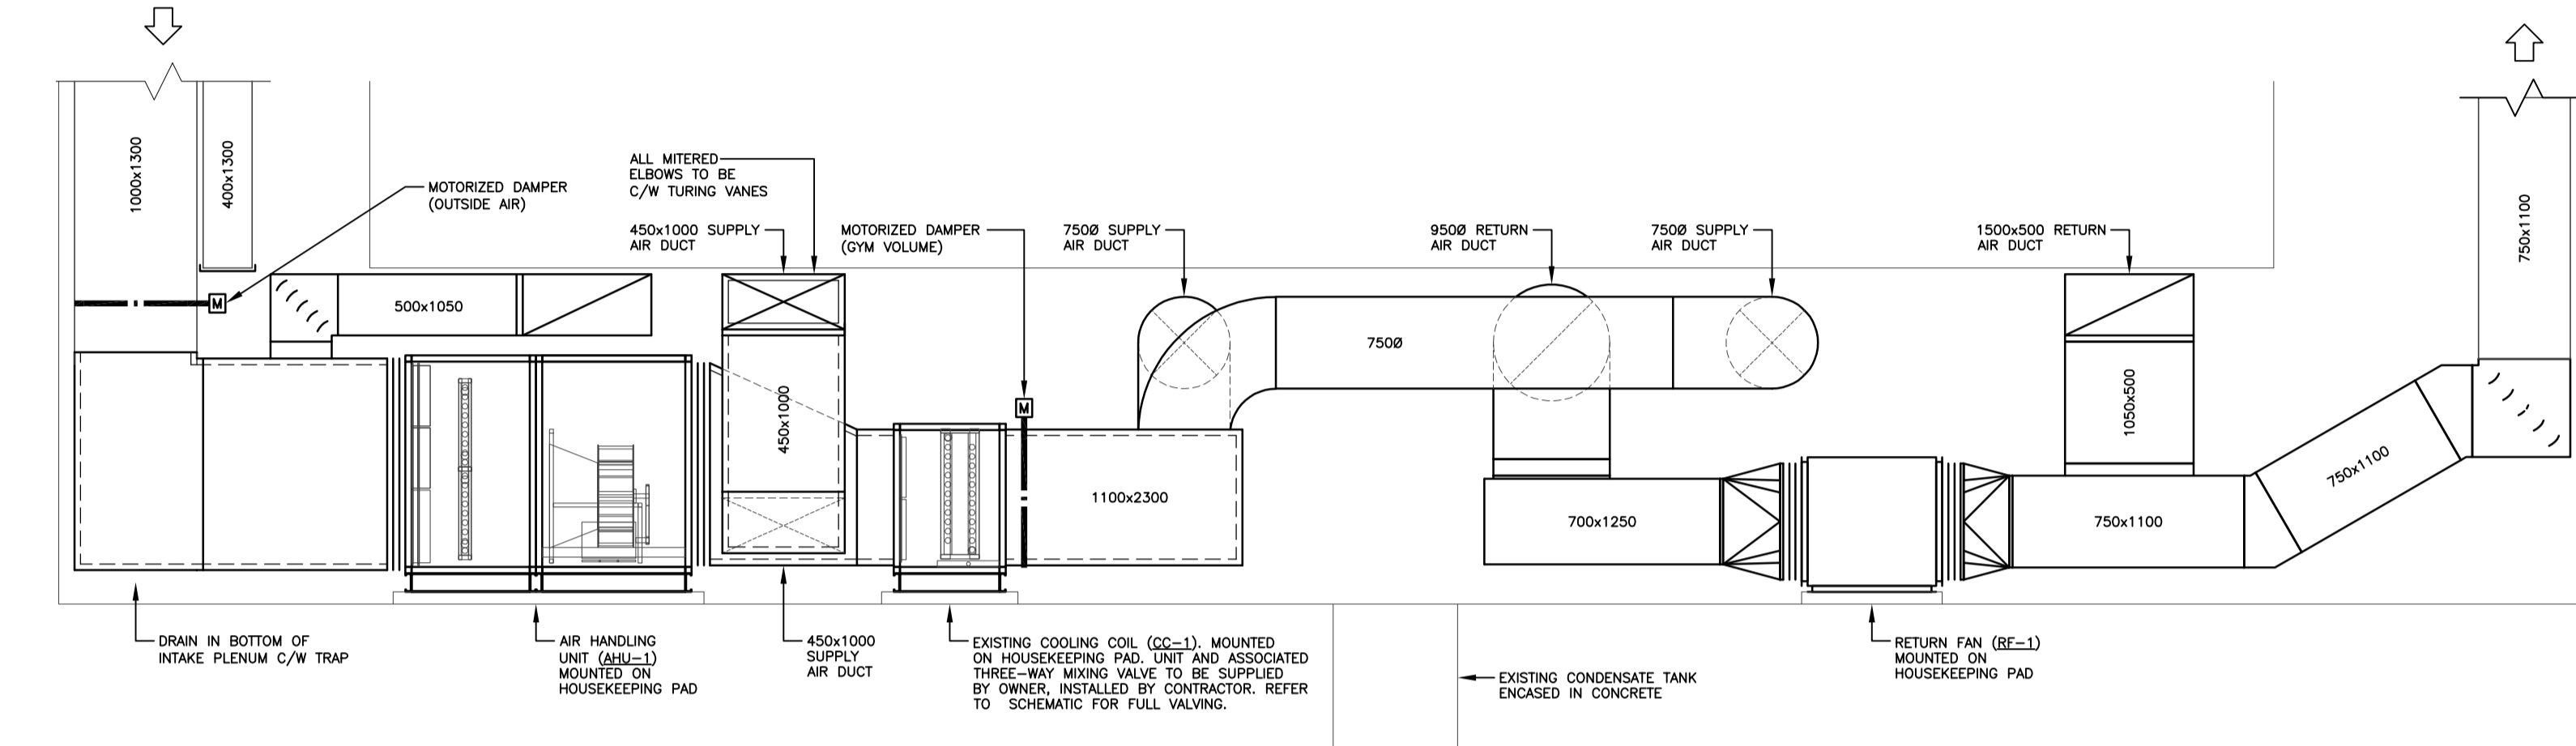 1000x1300
400x1300
MOTORIZED DAMPER
(OUTSIDE AIR)
M
500x1050
ALL MITERED
ELBOWS TO BE
C/W TURING VANES
450x1000 SUPPLY
AIR DUCT
450x1000
MOTORIZED DAMPER
(GYM VOLUME)
M
750Ø SUPPLY
AIR DUCT
1100x2300
750Ø
950Ø RETURN
AIR DUCT
750Ø SUPPLY
AIR DUCT
700x1250
1500x500 RETURN
AIR DUCT
1050x500
750x1100
750x1100
750x1100
DRAIN IN BOTTOM OF
INTAKE PLENUM C/W TRAP
AIR HANDLING
UNIT (AHU-1)
MOUNTED ON
HOUSEKEEPING PAD
450x1000
SUPPLY
AIR DUCT
EXISTING COOLING COIL (CC-1). MOUNTED
ON HOUSEKEEPING PAD. UNIT AND ASSOCIATED
THREE-WAY MIXING VALVE TO BE SUPPLIED
BY OWNER, INSTALLED BY CONTRACTOR. REFER
TO SCHEMATIC FOR FULL VALVING.
EXISTING CONDENSATE TANK
ENCASED IN CONCRETE
RETURN FAN (RF-1)
MOUNTED ON
HOUSEKEEPING PAD